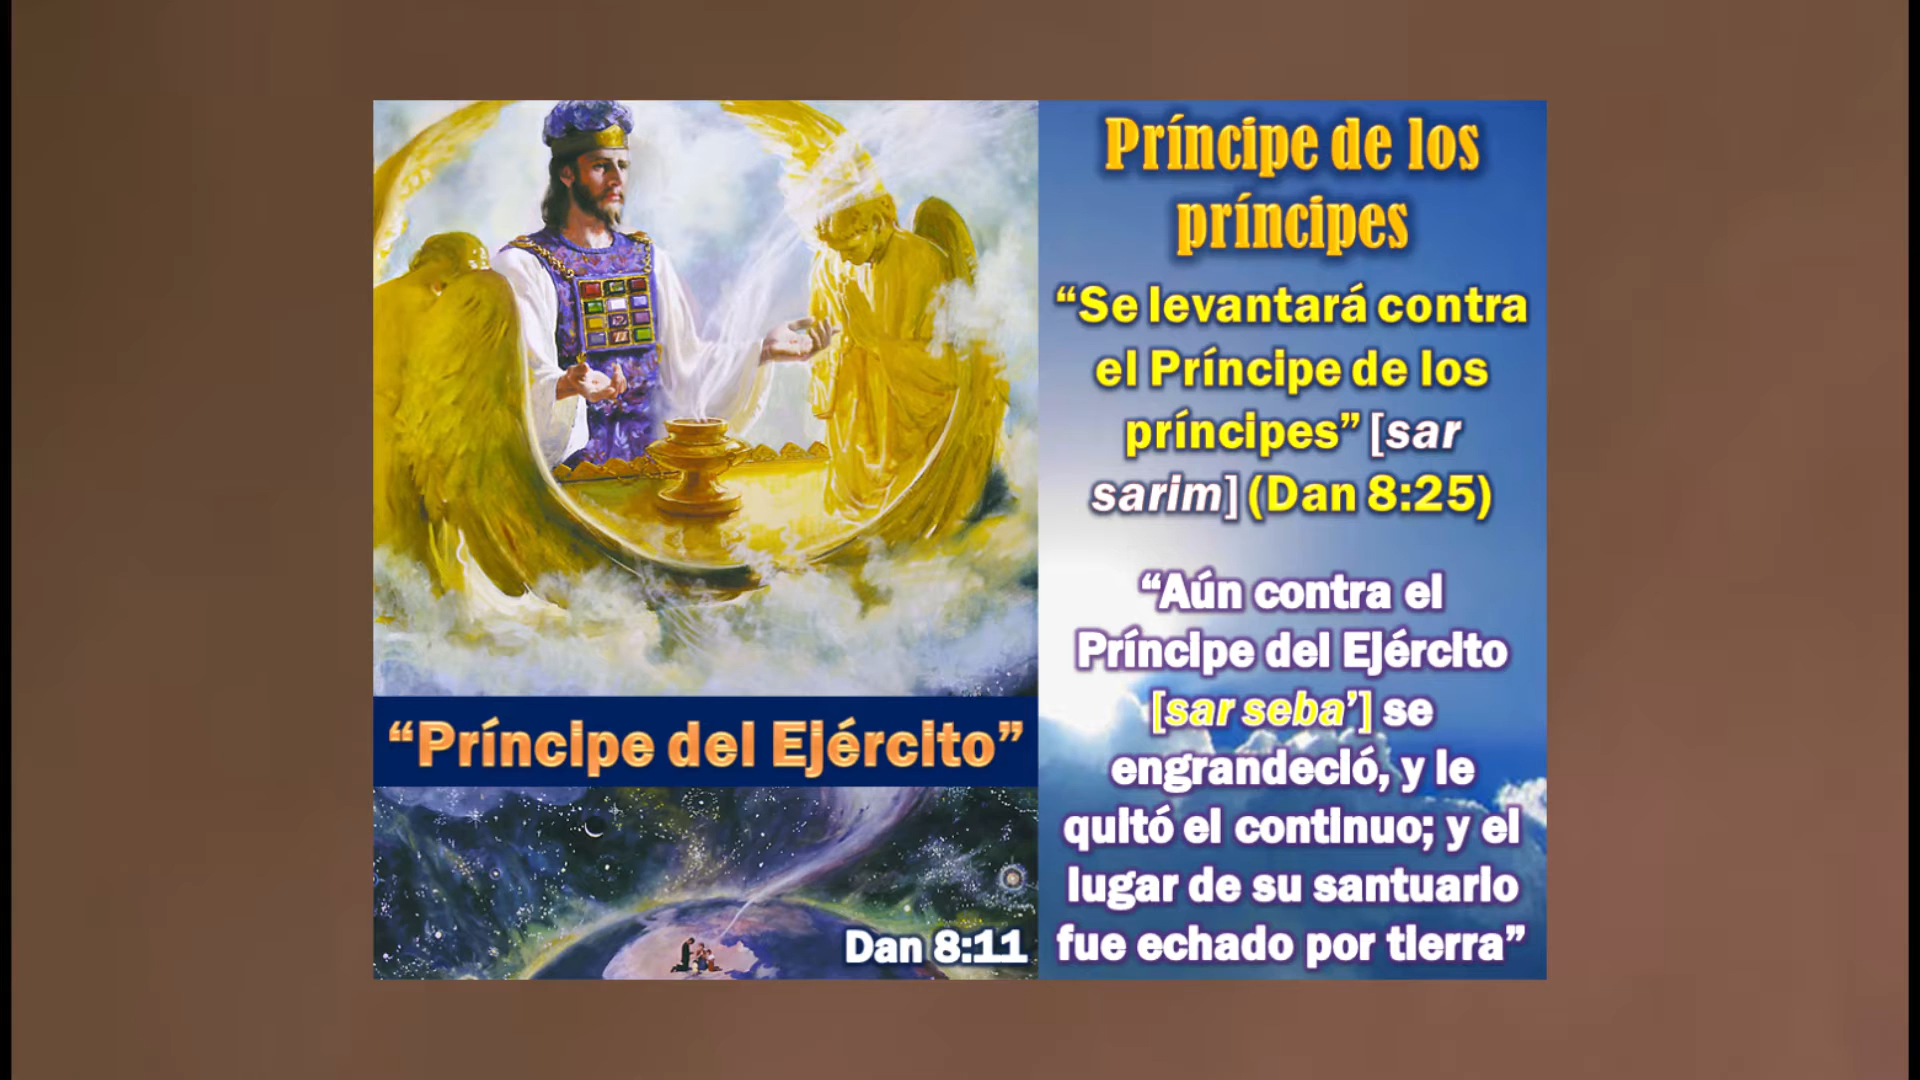 “Príncipe del Ejército”
Dan 8:11
Príncipe de los
príncipes
“Se levantará contra
el Príncipe de los
príncipes” [sar
sarim] (Dan 8:25)
“Aún contra el
Príncipe del Ejército
[sar seba’] se
engrandeció, y le
quitó el continuo; y el
lugar de su santuario
fue echado por tierra”